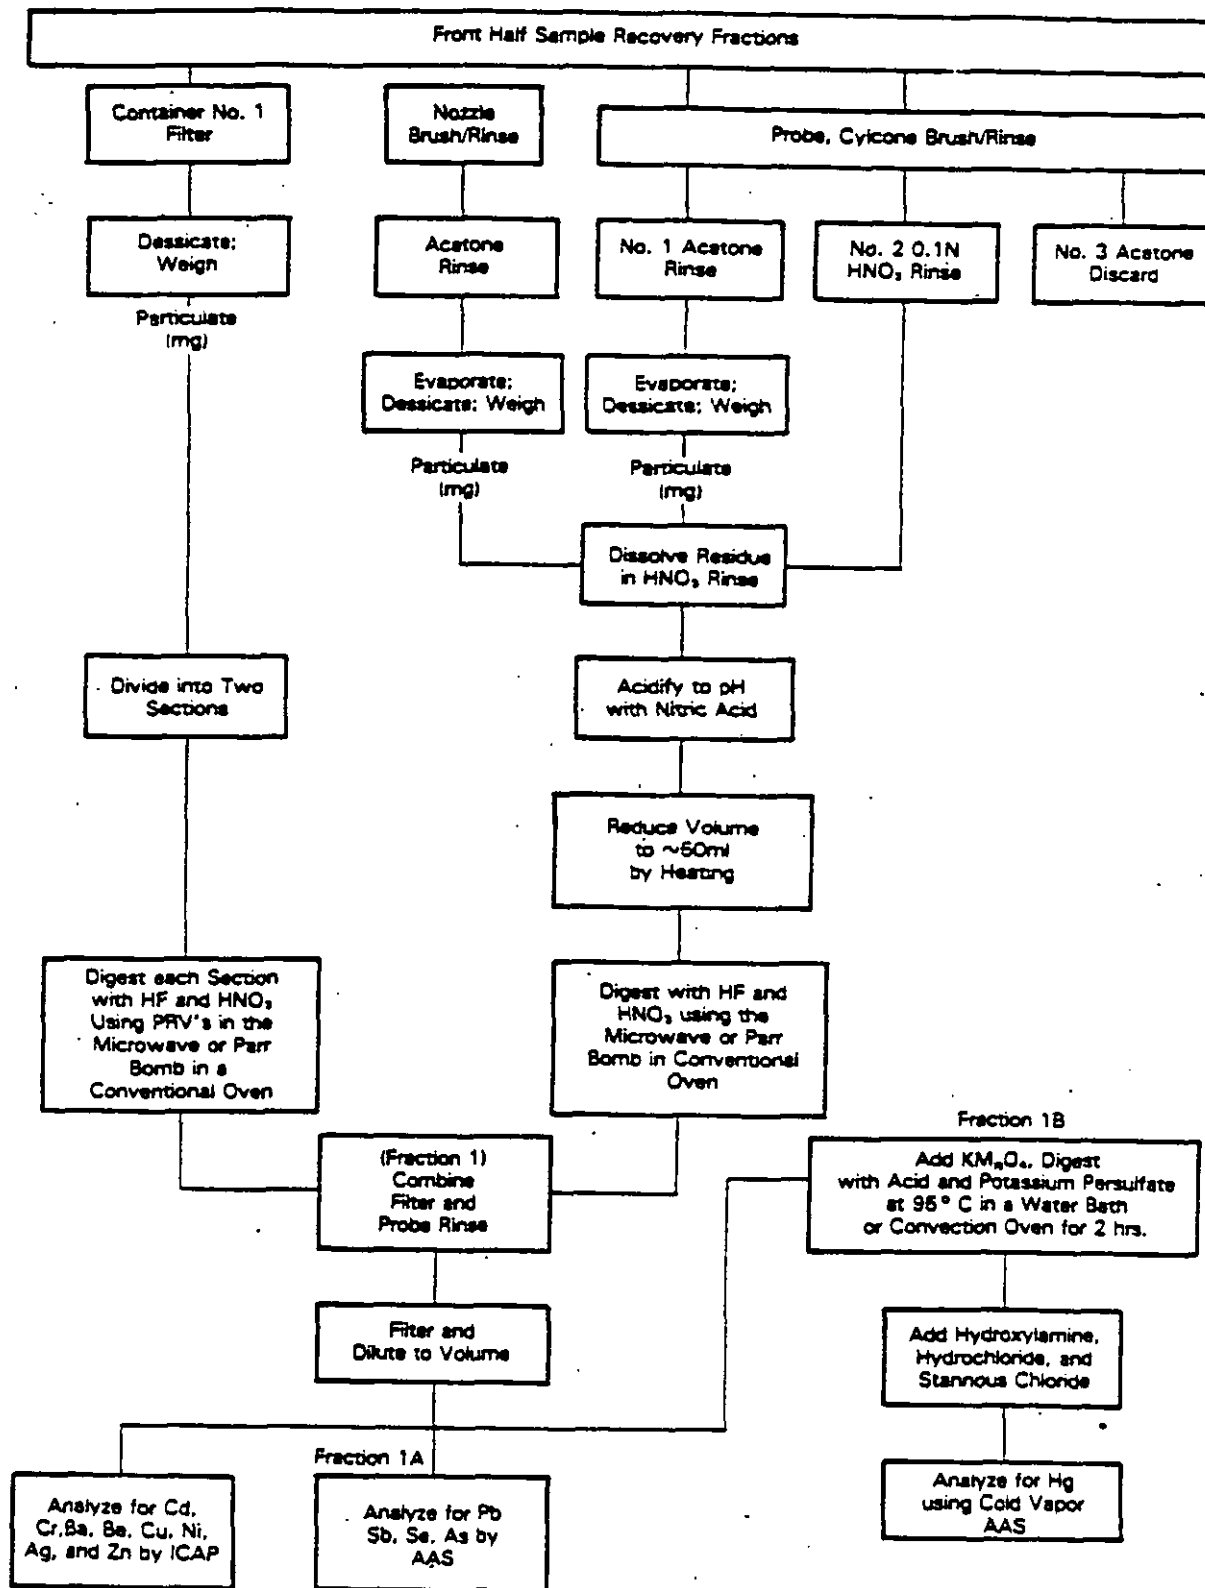 Front Half Sample Recovery Fractions
Container No. 1
Filter
Nozzle
Brush/Rinse
Probe, Cylcone Brush/Rinse
Dessicate;
Weigh
Acetone
Rinse
No. 1 Acetone
Rinse
No. 2 0.1N
HNO₃ Rinse
No. 3 Acetone
Discard
Particulate
(mg)
Evaporate;
Dessicate; Weigh
Evaporate;
Dessicate; Weigh
Particulate
(mg)
Particulate
(mg)
Dissolve Residue
in HNO₃ Rinse
Divide into Two
Sections
Acidify to pH
with Nitric Acid
Reduce Volume
to ~50ml
by Heating
Digest each Section
with HF and HNO₃
Using PRV's in the
Microwave or Parr
Bomb in a
Conventional Oven
Digest with HF and
HNO₃ using the
Microwave or Parr
Bomb in Conventional
Oven
(Fraction 1)
Combine
Filter and
Probe Rinse
Fraction 1B
Add KMnO₄, Digest
with Acid and Potassium Persulfate
at 95° C in a Water Bath
or Convection Oven for 2 hrs.
Filter and
Dilute to Volume
Add Hydroxylamine,
Hydrochloride, and
Stannous Chloride
Fraction 1A
Analyze for Cd,
Cr,Ba, Be, Cu, Ni,
Ag, and Zn by ICAP
Analyze for Pb
Sb, Se, As by
AAS
Analyze for Hg
using Cold Vapor
AAS